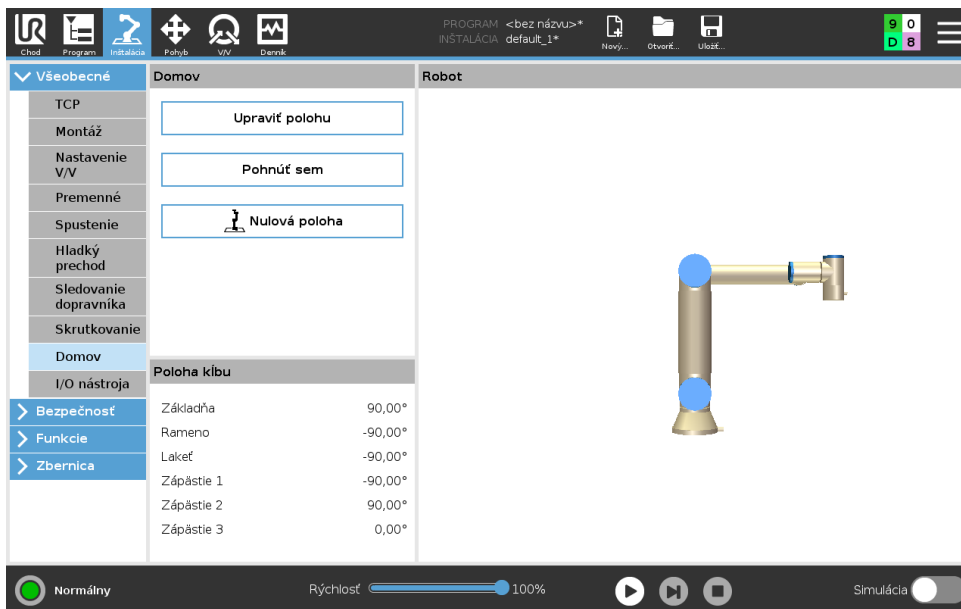 PROGRAM <bez názvu>*
INŠTALÁCIA default_1*
Chod
Program
Inštalácia
Pohyb
V/V
Denník
Nový...
Otvoriť...
Uložiť...
9 0
D 8
Všeobecné
TCP
Montáž
Nastavenie
V/V
Premenné
Spustenie
Hladký
prechod
Sledovanie
dopravníka
Skrutkovanie
Domov
I/O nástroja
Bezpečnosť
Funkcie
Zbernica
Domov
Upraviť polohu
Pohnúť sem
Nulová poloha
Poloha kĺbu
Základňa 90,00°
Rameno -90,00°
Lakeť -90,00°
Zápästie 1 -90,00°
Zápästie 2 90,00°
Zápästie 3 0,00°
Robot
Normálny
Rýchlosť 100%
Simulácia